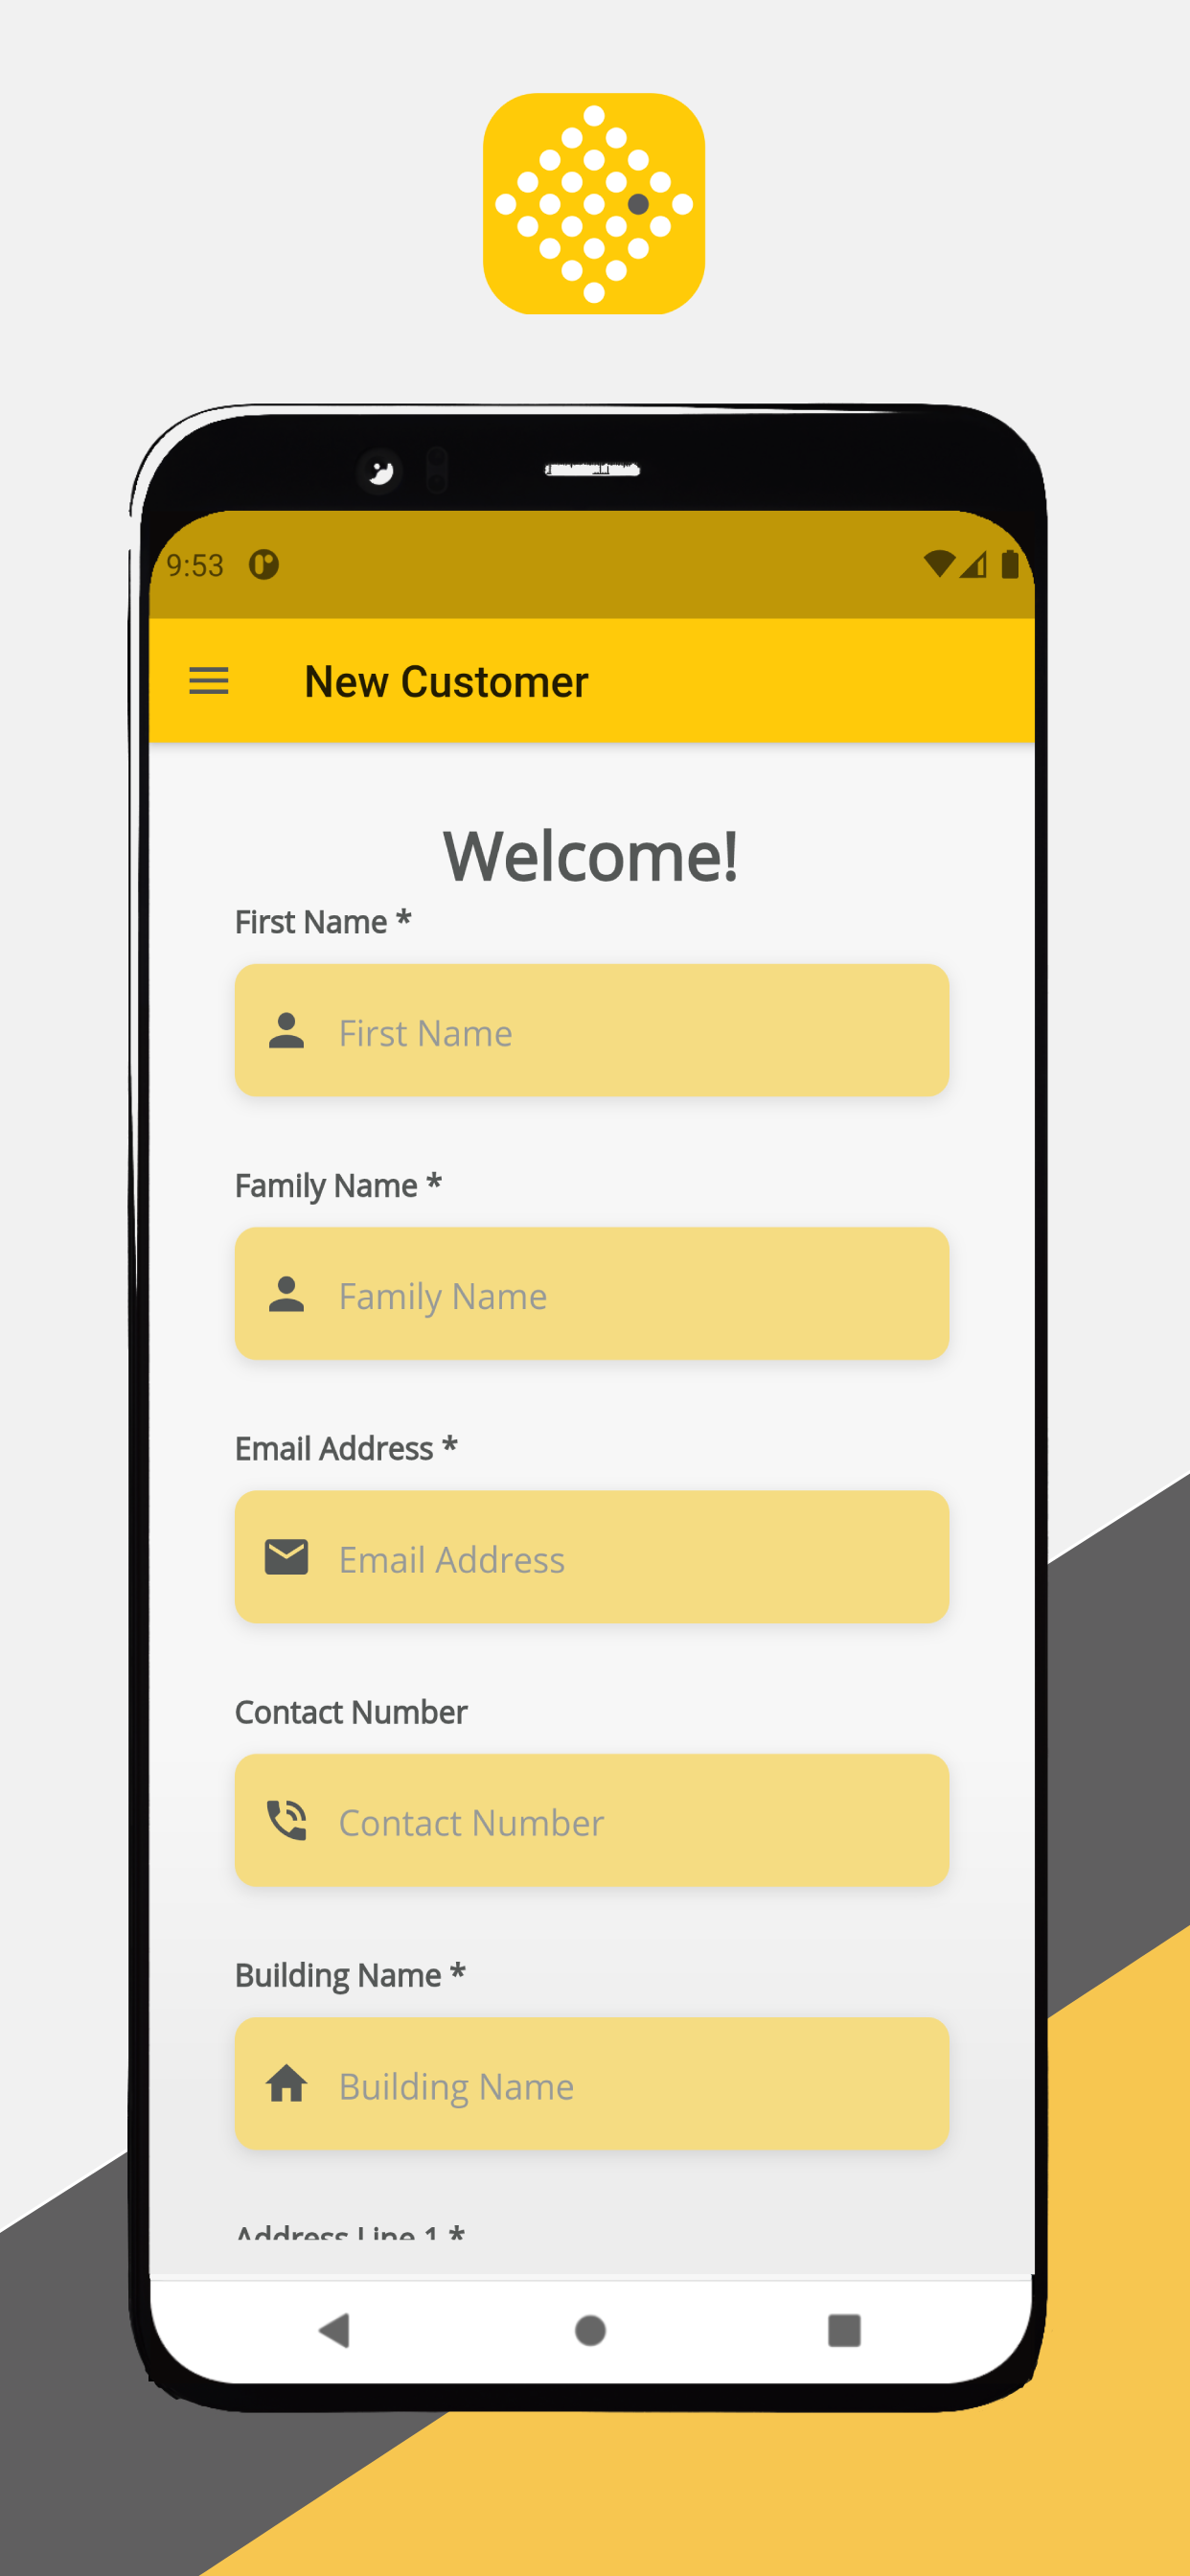 9:53
New Customer
Welcome!
First Name *
First Name
Family Name *
Family Name
Email Address *
Email Address
Contact Number
Contact Number
Building Name *
Building Name
Address Line 1 *